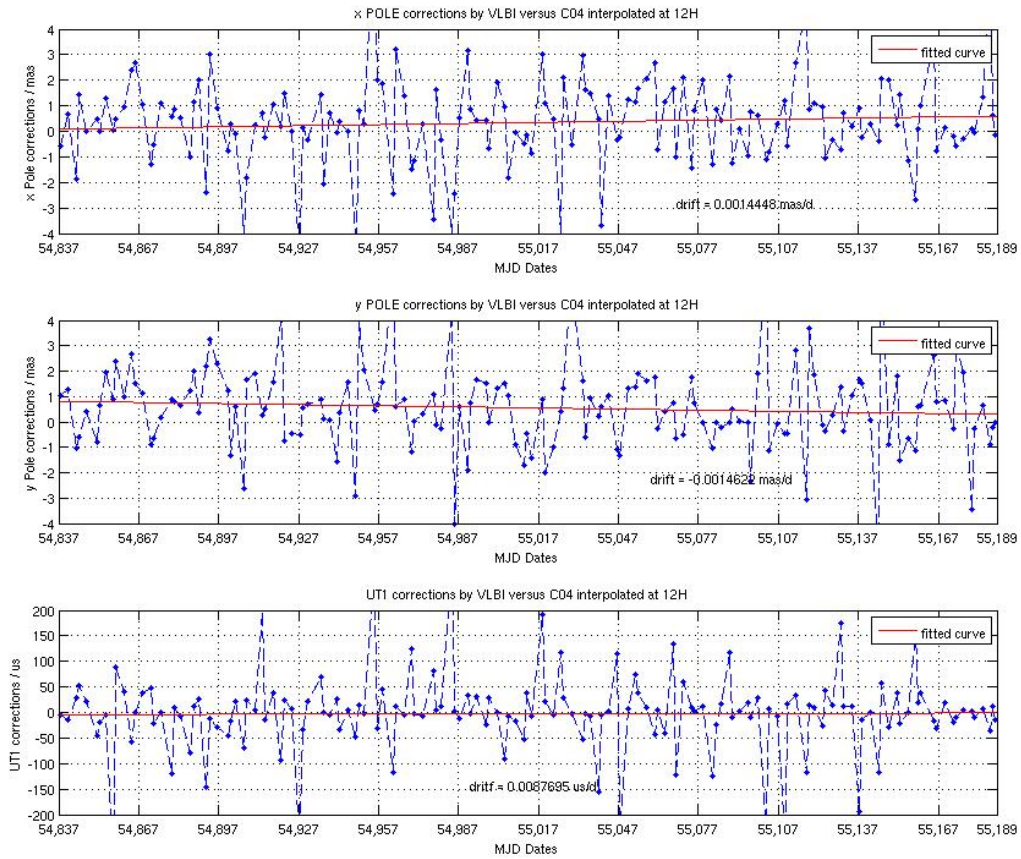 x POLE corrections by VLBI versus C04 interpolated at 12H
x Pole corrections / mas
4
3
2
1
0
-1
-2
-3
-4
fitted curve
drift = 0.0014448 mas/d
54,837 54,867 54,897 54,927 54,957 54,987 55,017 55,047 55,077 55,107 55,137 55,167 55,189
MJD Dates
y POLE corrections by VLBI versus C04 interpolated at 12H
y Pole corrections / mas
4
3
2
1
0
-1
-2
-3
-4
fitted curve
drift = -0.0014622 mas/d
54,837 54,867 54,897 54,927 54,957 54,987 55,017 55,047 55,077 55,107 55,137 55,167 55,189
MJD Dates
UT1 corrections by VLBI versus C04 interpolated at 12H
UT1 corrections / us
200
150
100
50
0
-50
-100
-150
-200
fitted curve
dritf = 0.0087695 us/d
54,837 54,867 54,897 54,927 54,957 54,987 55,017 55,047 55,077 55,107 55,137 55,167 55,189
MJD Dates